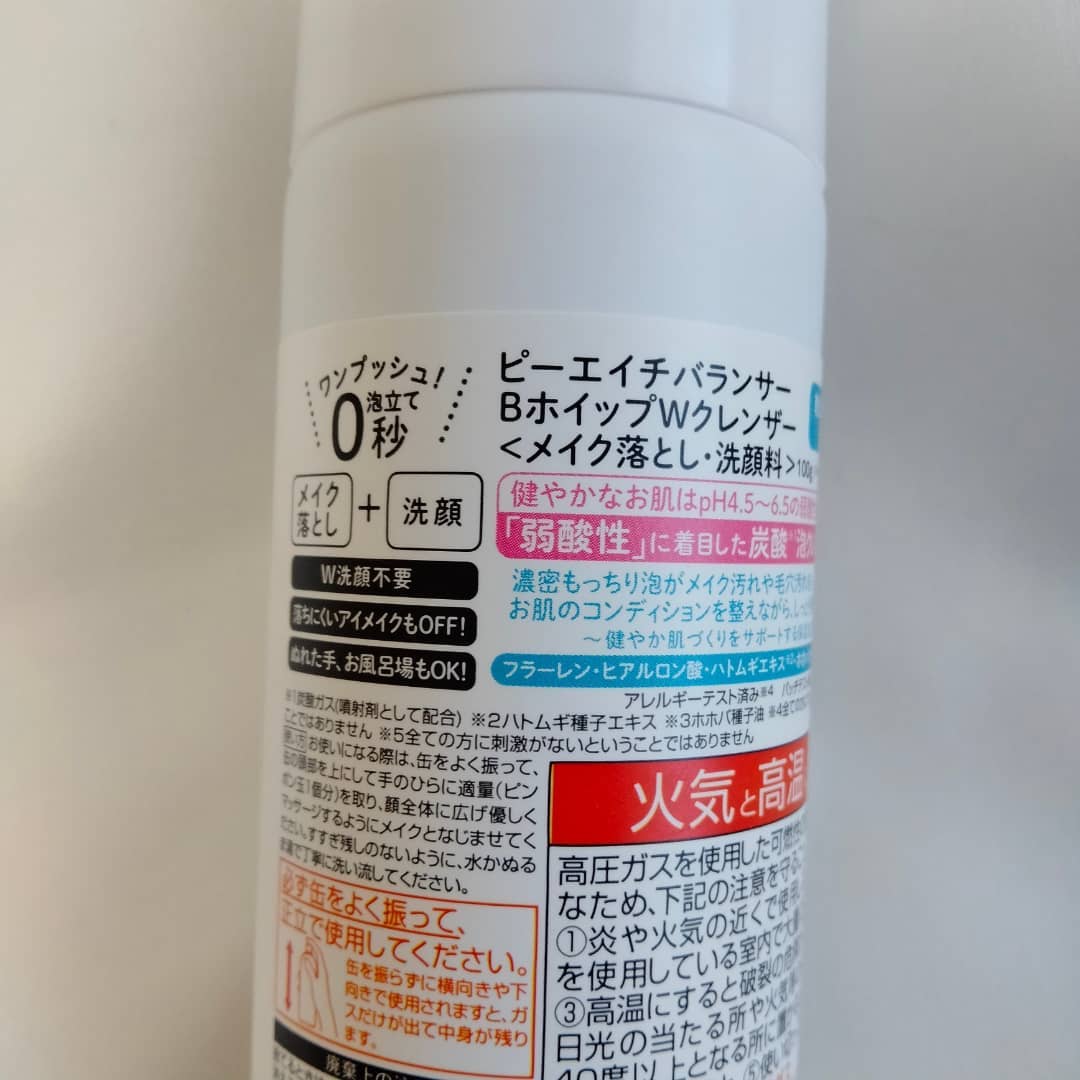 ワンプッシュ!
泡立て
0秒
メイク
落とし
+
洗顔
W洗顔不要
落ちにくいアイメイクもOFF!
ぬれた手、お風呂場もOK!
ピーエイチバランサー
BホイップWクレンザー
<メイク落とし・洗顔料>100g
健やかなお肌はpH4.5~6.5の弱酸性
「弱酸性」に着目した炭酸※1泡
濃密もっちり泡がメイク汚れや毛穴汚れ
お肌のコンディションを整えながら、しっ
~健やか肌づくりをサポートする
フラーレン・ヒアルロン酸・ハトムギエキス※2
アレルギーテスト済み※4 パッチテ
※1炭酸ガス(噴射剤として配合) ※2ハトムギ種子エキス ※3ホホバ種子油 ※4全ての
ことではありません ※5全ての方に刺激がないということではありません
使い方 お使いになる際は、缶をよく振って、
缶の頭部を上にして手のひらに適量(ピン
ポン玉1個分)を取り、顔全体に広げ優しく
マッサージするようにメイクとなじませてく
ださい。すすぎ残しのないように、水かぬる
ま湯で丁寧に洗い流してください。
必ず缶をよく振って、
正立で使用してください。
缶を振らずに横向きや下
向きで使用されますと、ガ
スだけが出て中身が残り
ます。
火気と高温
高圧ガスを使用した可燃性
なため、下記の注意を守る
①炎や火気の近くで使用
を使用している室内で大量
③高温にすると破裂の危険
日光の当たる所や火気
40度以上となる所に置か
⑤使い切
廃棄上の